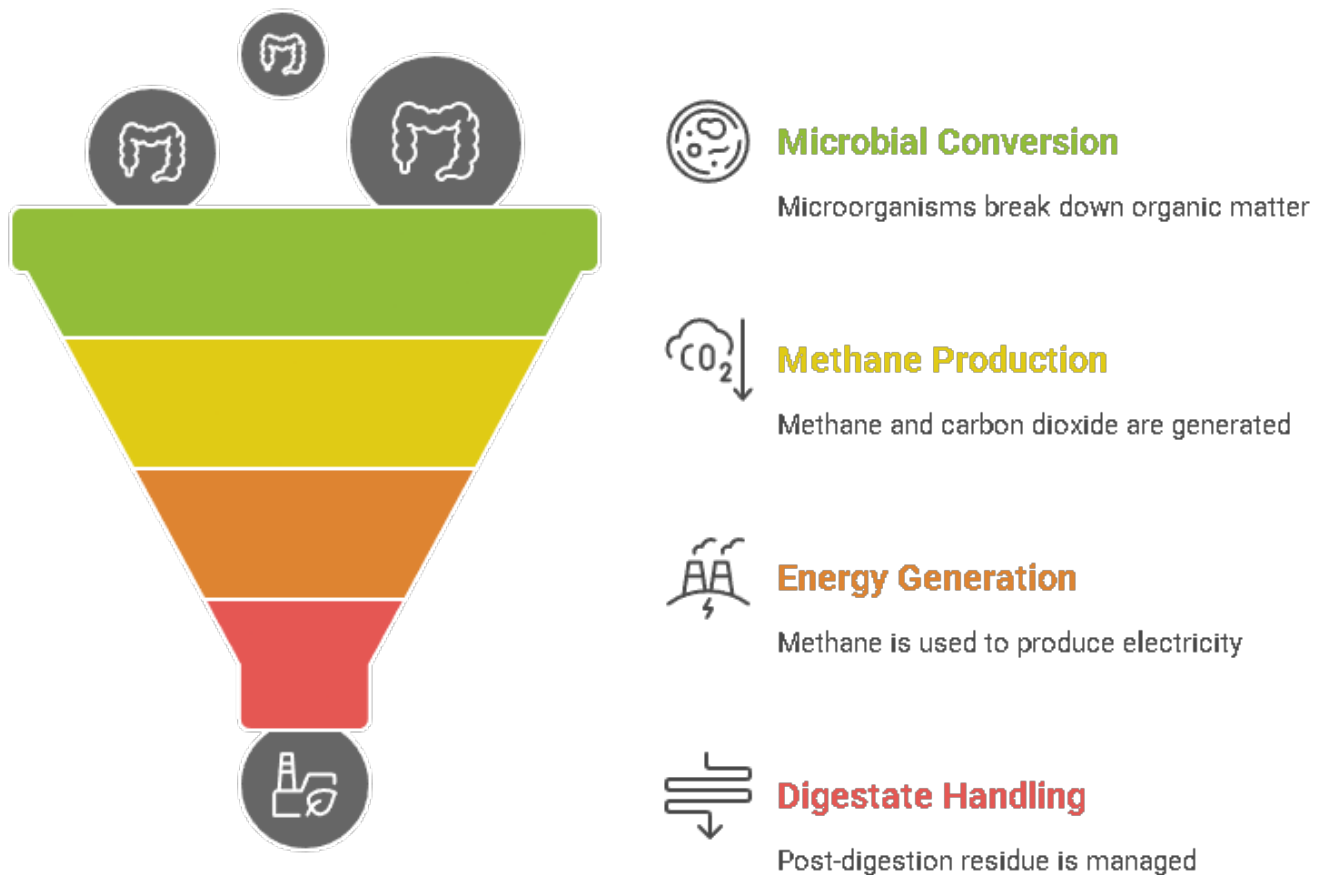 Microbial Conversion
Microorganisms break down organic matter
CO2
Methane Production
Methane and carbon dioxide are generated
Energy Generation
Methane is used to produce electricity
Digestate Handling
Post-digestion residue is managed